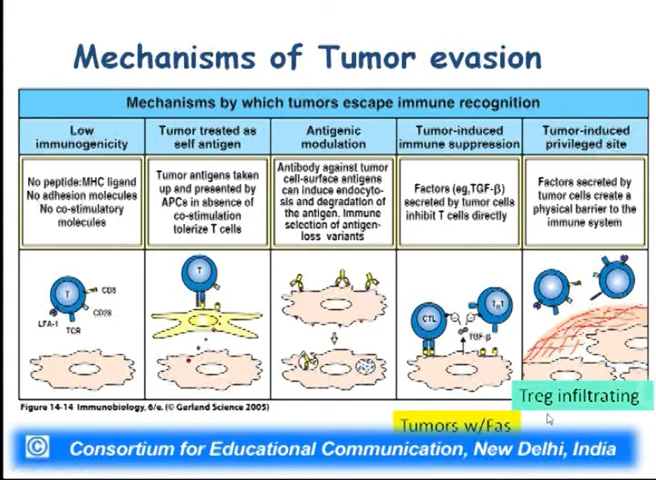 Mechanisms of Tumor evasion
Mechanisms by which tumors escape immune recognition
Low
immunogenicity
Tumor treated as
self antigen
Antigenic
modulation
Tumor-induced
immune suppression
Tumor-induced
privileged site
No peptide:MHC ligand
No adhesion molecules
No co-stimulatory
molecules
Tumor antigens taken
up and presented by
APCs in absence of
co-stimulation
tolerize T cells
Antibody against tumor
cell-surface antigens
can induce endocyto-
sis and degradation of
the antigen. Immune
selection of antigen-
loss variants
Factors (eg,TGF-β)
secreted by tumor cells
inhibit T cells directly
Factors secreted by
tumor cells create a
physical barrier to the
immune system
T
CD8
CD28
LFA-1
TCR
T
CTL
TH1
TGF-β
Treg infiltrating
Figure 14-14 Immunobiology, 6/e. (© Garland Science 2005)
Tumors w/Fas
© Consortium for Educational Communication, New Delhi, India